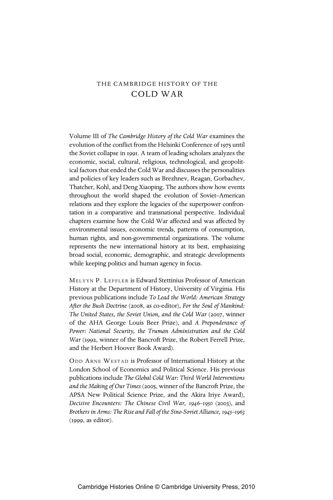 THE CAMBRIDGE HISTORY OF THE
COLD WAR
Volume III of The Cambridge History of the Cold War examines the
evolution of the conflict from the Helsinki Conference of 1975 until
the Soviet collapse in 1991. A team of leading scholars analyzes the
economic, social, cultural, religious, technological, and geopolit-
ical factors that ended the Cold War and discusses the personalities
and policies of key leaders such as Brezhnev, Reagan, Gorbachev,
Thatcher, Kohl, and Deng Xiaoping. The authors show how events
throughout the world shaped the evolution of Soviet–American
relations and they explore the legacies of the superpower confron-
tation in a comparative and transnational perspective. Individual
chapters examine how the Cold War affected and was affected by
environmental issues, economic trends, patterns of consumption,
human rights, and non-governmental organizations. The volume
represents the new international history at its best, emphasizing
broad social, economic, demographic, and strategic developments
while keeping politics and human agency in focus.
MELVYN P. LEFFLER is Edward Stettinius Professor of American
History at the Department of History, University of Virginia. His
previous publications include To Lead the World: American Strategy
After the Bush Doctrine (2008, as co-editor), For the Soul of Mankind:
The United States, the Soviet Union, and the Cold War (2007, winner
of the AHA George Louis Beer Prize), and A Preponderance of
Power: National Security, the Truman Administration and the Cold
War (1992, winner of the Bancroft Prize, the Robert Ferrell Prize,
and the Herbert Hoover Book Award).
ODD ARNE WESTAD is Professor of International History at the
London School of Economics and Political Science. His previous
publications include The Global Cold War: Third World Interventions
and the Making of Our Times (2005, winner of the Bancroft Prize, the
APSA New Political Science Prize, and the Akira Iriye Award),
Decisive Encounters: The Chinese Civil War, 1946–1950 (2003), and
Brothers in Arms: The Rise and Fall of the Sino-Soviet Alliance, 1945–1963
(1999, as editor).
Cambridge Histories Online © Cambridge University Press, 2010